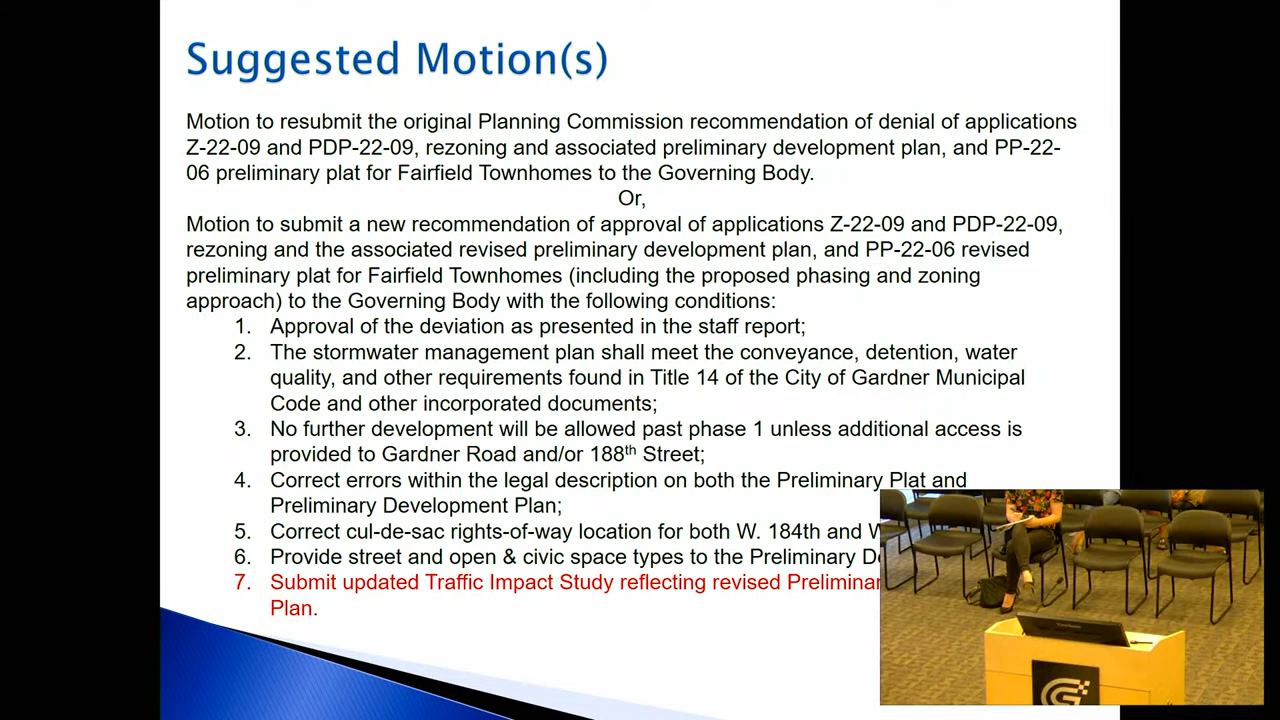 Suggested Motion(s)
Motion to resubmit the original Planning Commission recommendation of denial of applications
Z-22-09 and PDP-22-09, rezoning and associated preliminary development plan, and PP-22-
06 preliminary plat for Fairfield Townhomes to the Governing Body.
Or,
Motion to submit a new recommendation of approval of applications Z-22-09 and PDP-22-09,
rezoning and the associated revised preliminary development plan, and PP-22-06 revised
preliminary plat for Fairfield Townhomes (including the proposed phasing and zoning
approach) to the Governing Body with the following conditions:
1. Approval of the deviation as presented in the staff report;
2. The stormwater management plan shall meet the conveyance, detention, water
quality, and other requirements found in Title 14 of the City of Gardner Municipal
Code and other incorporated documents;
3. No further development will be allowed past phase 1 unless additional access is
provided to Gardner Road and/or 188th Street;
4. Correct errors within the legal description on both the Preliminary Plat and
Preliminary Development Plan;
5. Correct cul-de-sac rights-of-way location for both W. 184th and
6. Provide street and open & civic space types to the Preliminary
7. Submit updated Traffic Impact Study reflecting revised
Plan.